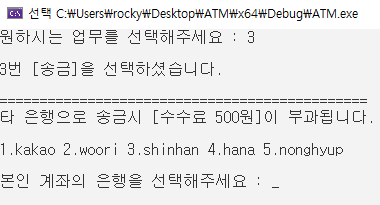 선택 C:₩Users₩rocky₩Desktop₩ATM₩x64₩Debug₩ATM.exe
원하시는 업무를 선택해주세요 : 3
3번 [송금]을 선택하셨습니다.
==============================================
타 은행으로 송금시 [수수료 500원]이 부과됩니다.
1.kakao 2.woori 3.shinhan 4.hana 5.nonghyup
본인 계좌의 은행을 선택해주세요 : _